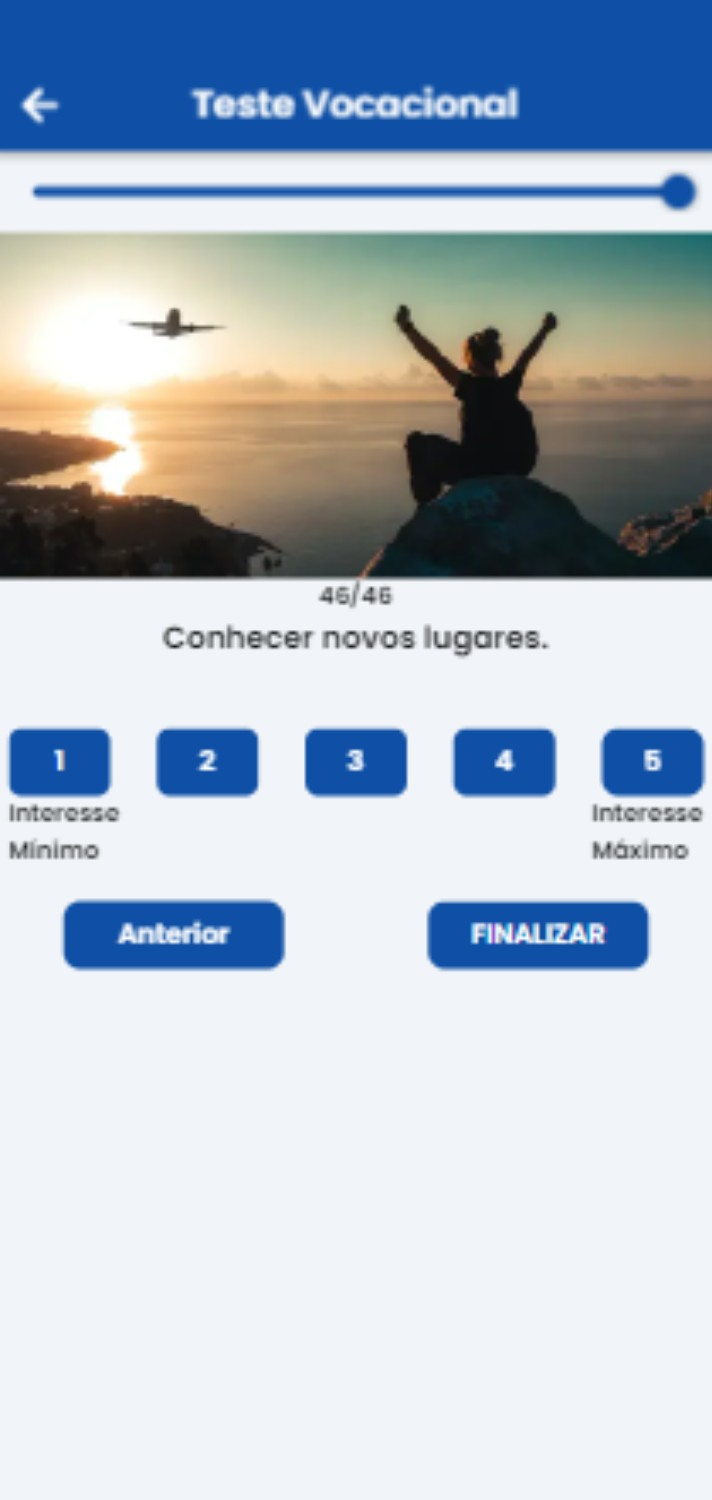 Teste Vocacional
46/46
Conhecer novos lugares.
1 2 3 4 5
Interesse Interesse
Mínimo Máximo
Anterior FINALIZAR